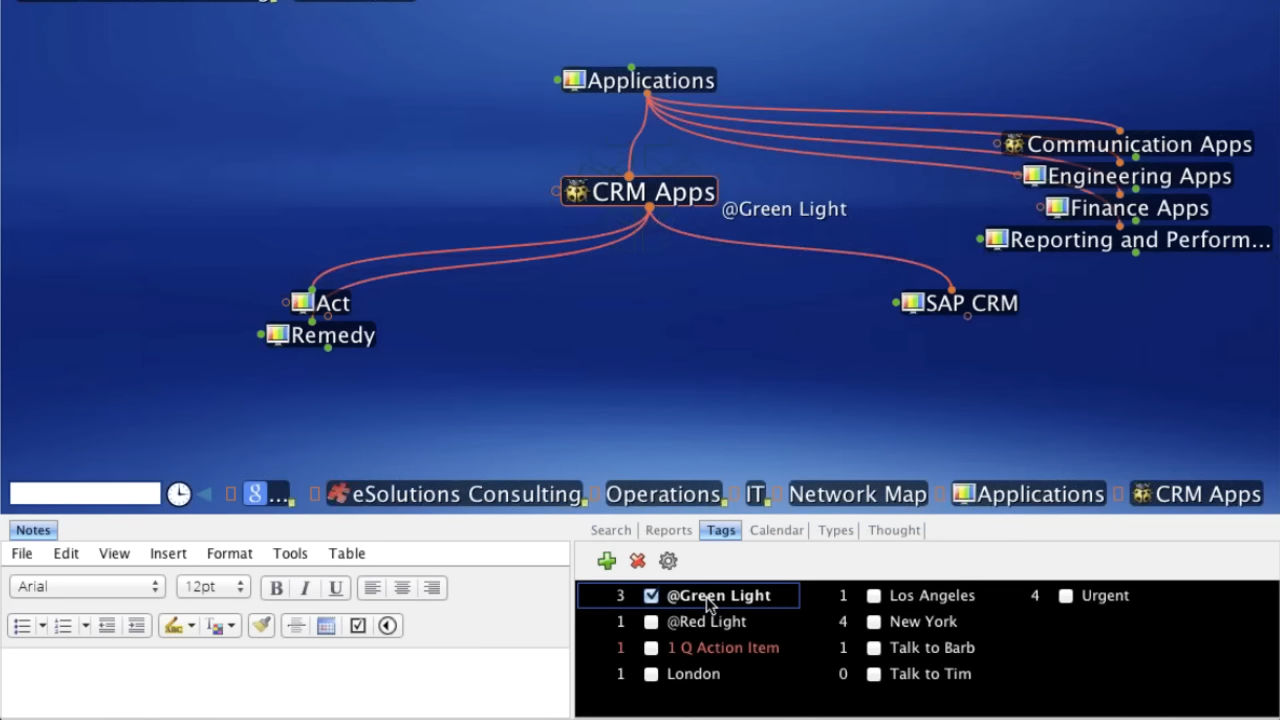 Applications
Communication Apps
Engineering Apps
CRM Apps
@Green Light
Finance Apps
Reporting and Perform...
Act
SAP CRM
Remedy
8 ... eSolutions Consulting Operations IT Network Map Applications CRM Apps
Notes
Search Reports Tags Calendar Types Thought
File Edit View Insert Format Tools Table
Arial 12pt B I U
3 @Green Light 1 Los Angeles 4 Urgent
1 @Red Light 4 New York
1 1 Q Action Item 1 Talk to Barb
1 London 0 Talk to Tim